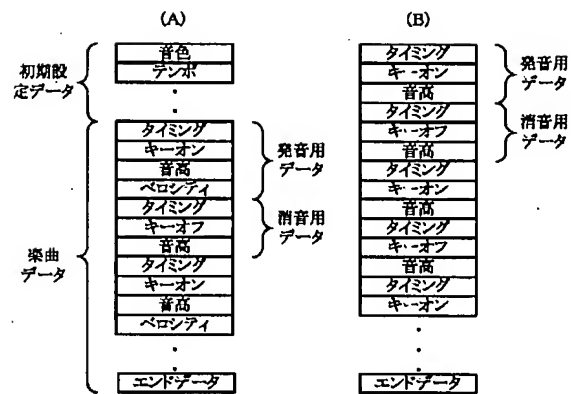 (A)
初期設
定データ
音色
テンポ
楽曲
データ
タイミング
キーオン
音高
ベロシティ
タイミング
キーオフ
音高
タイミング
キーオン
音高
ベロシティ
エンドデータ
発音用
データ
消音用
データ
(B)
タイミング
キーオン
音高
タイミング
キーオフ
音高
タイミング
キーオン
音高
タイミング
キーオフ
音高
タイミング
キーオン
エンドデータ
発音用
データ
消音用
データ